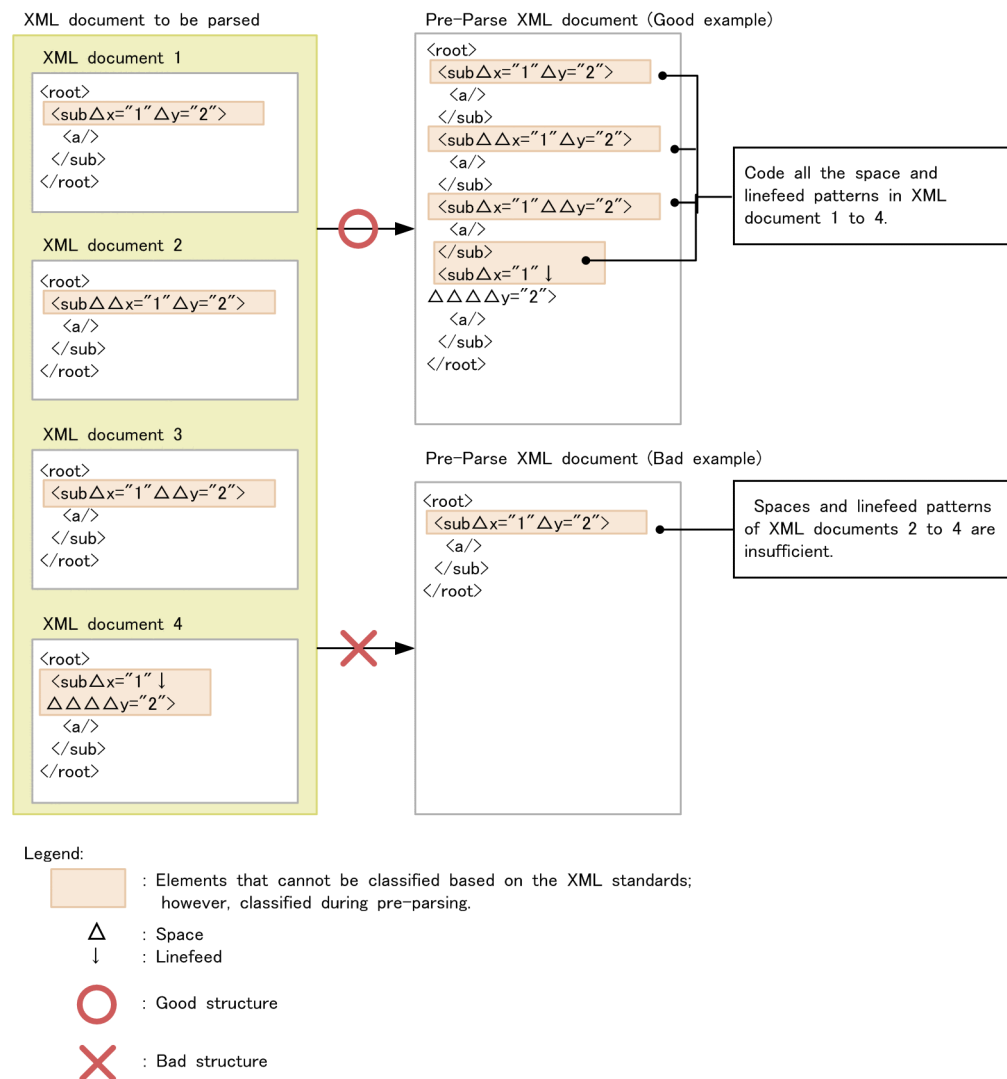 XML document to be parsed
XML document 1
<root>
<sub△x="1"△y="2">
<a/>
</sub>
</root>
XML document 2
<root>
<sub△△x="1"△y="2">
<a/>
</sub>
</root>
XML document 3
<root>
<sub△x="1"△△y="2">
<a/>
</sub>
</root>
XML document 4
<root>
<sub△x="1"↓
△△△△y="2">
<a/>
</sub>
</root>
Pre-Parse XML document (Good example)
<root>
<sub△x="1"△y="2">
<a/>
</sub>
<sub△△x="1"△y="2">
<a/>
</sub>
<sub△x="1"△△y="2">
<a/>
</sub>
<sub△x="1"↓
△△△△y="2">
<a/>
</sub>
</root>
Code all the space and
linefeed patterns in XML
document 1 to 4.
Pre-Parse XML document (Bad example)
<root>
<sub△x="1"△y="2">
<a/>
</sub>
</root>
Spaces and linefeed patterns
of XML documents 2 to 4 are
insufficient.
Legend:
: Elements that cannot be classified based on the XML standards;
however, classified during pre-parsing.
△ : Space
↓ : Linefeed
: Good structure
: Bad structure